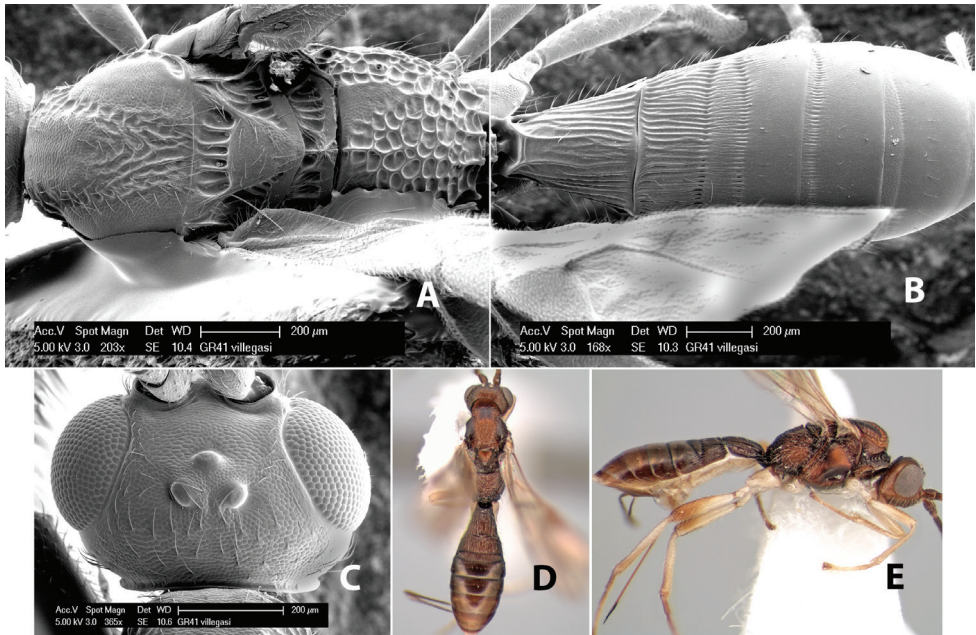 A
Acc.V Spot Magn Det WD 200 µm
5.00 kV 3.0 203x SE 10.4 GR41 villegasi
B
Acc.V Spot Magn Det WD 200 µm
5.00 kV 3.0 168x SE 10.3 GR41 villegasi
C
Acc.V Spot Magn Det WD 200 µm
5.00 kV 3.0 365x SE 10.6 GR41 villegasi
D
E